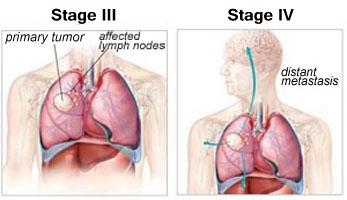 Stage III
Stage IV
primary tumor
affected
lymph nodes
distant
metastasis